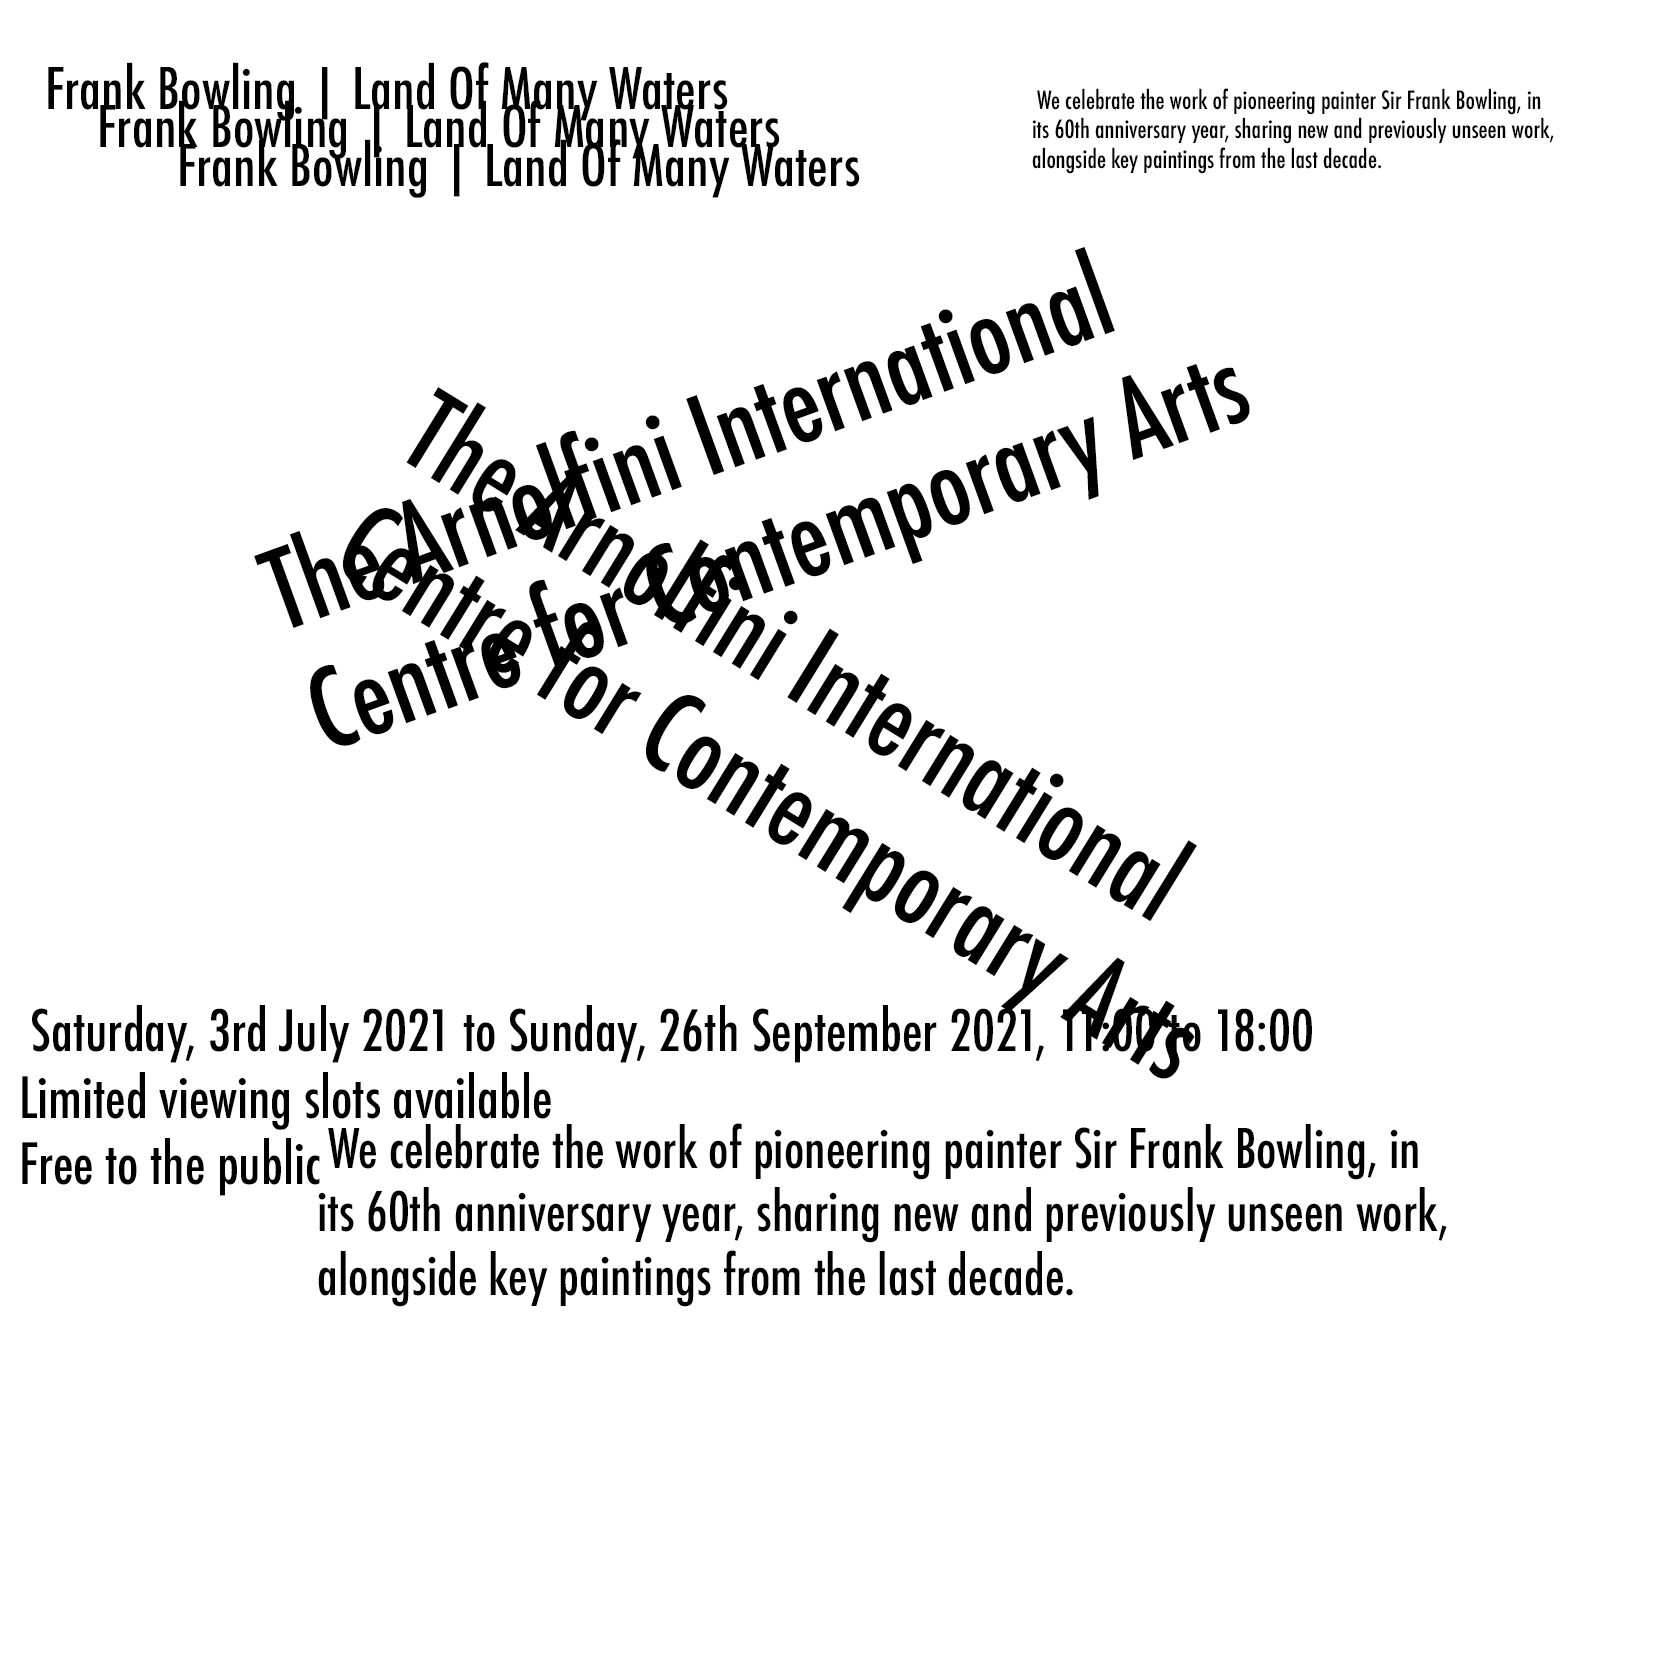 Frank Bowling | Land Of Many Waters
Frank Bowling | Land Of Many Waters
Frank Bowling | Land Of Many Waters
We celebrate the work of pioneering painter Sir Frank Bowling, in
its 60th anniversary year, sharing new and previously unseen work,
alongside key paintings from the last decade.
The Arnolfini International
Centre for Contemporary Arts
The Arnolfini International
Centre for Contemporary Arts
Saturday, 3rd July 2021 to Sunday, 26th September 2021, 11:00 to 18:00
Limited viewing slots available
Free to the public
We celebrate the work of pioneering painter Sir Frank Bowling, in
its 60th anniversary year, sharing new and previously unseen work,
alongside key paintings from the last decade.